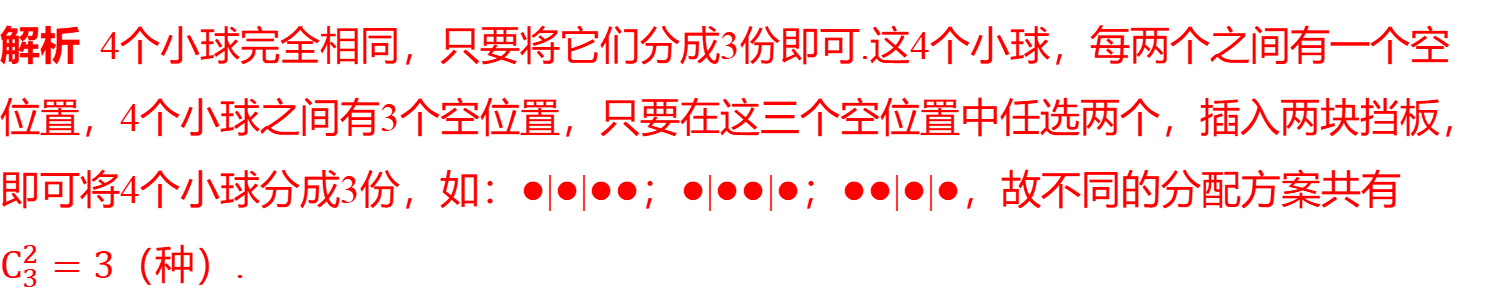 解析 4个小球完全相同，只要将它们分成3份即可.这4个小球，每两个之间有一个空
位置，4个小球之间有3个空位置，只要在这三个空位置中任选两个，插入两块挡板，
即可将4个小球分成3份，如：●|●|●●；●|●●|●；●●|●|●，故不同的分配方案共有
C₃² = 3（种）.